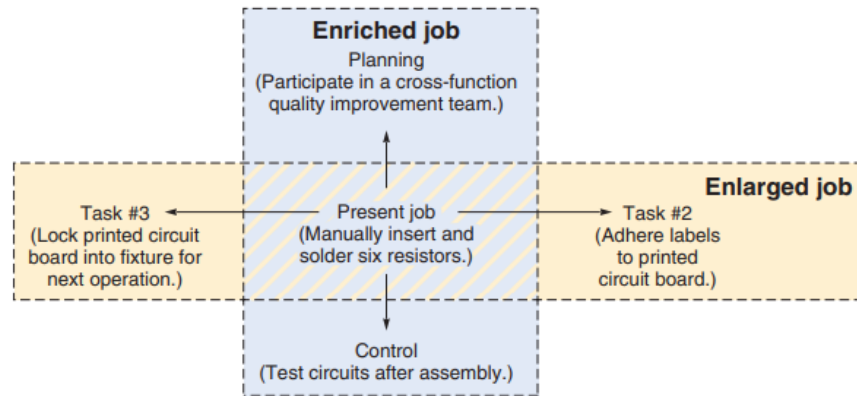 Enriched job
Planning
(Participate in a cross-function
quality improvement team.)
Enlarged job
Task #3
(Lock printed circuit
board into fixture for
next operation.)
Present job
(Manually insert and
solder six resistors.)
Task #2
(Adhere labels
to printed
circuit board.)
Control
(Test circuits after assembly.)